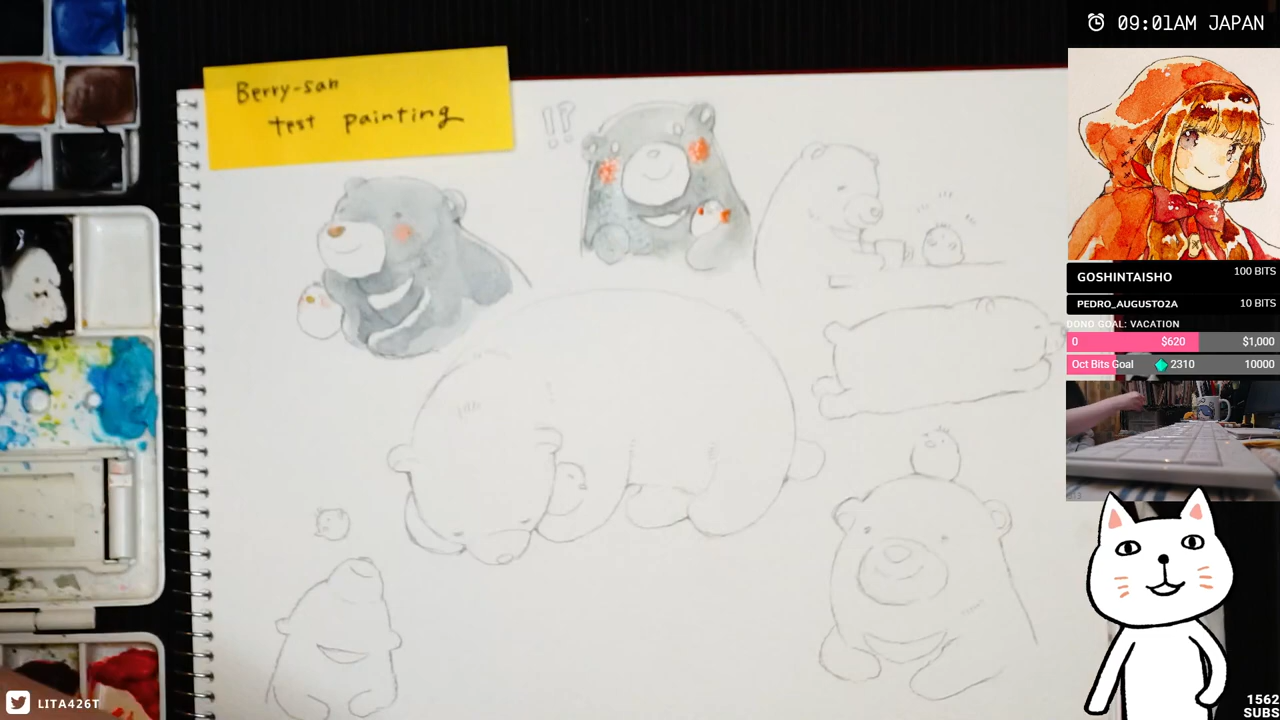 Berry-san
test painting
!?
09:01AM JAPAN
GOSHINTAISHO
100 BITS
PEDRO_AUGUSTO2A
10 BITS
DONO GOAL: VACATION
0 $620 $1,000
Oct Bits Goal 2310 10000
LITA426T
1562
SUBS